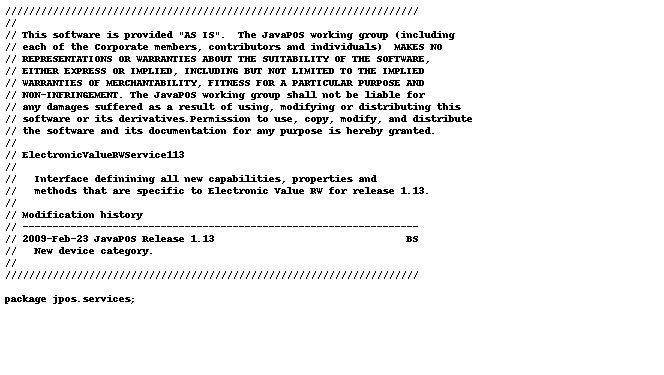 //////////////////////////////////////////////////////////////////////
//
// This software is provided "AS IS".  The JavaPOS working group (including
// each of the Corporate members, contributors and individuals)  MAKES NO
// REPRESENTATIONS OR WARRANTIES ABOUT THE SUITABILITY OF THE SOFTWARE,
// EITHER EXPRESS OR IMPLIED, INCLUDING BUT NOT LIMITED TO THE IMPLIED
// WARRANTIES OF MERCHANTABILITY, FITNESS FOR A PARTICULAR PURPOSE AND
// NON-INFRINGEMENT. The JavaPOS working group shall not be liable for
// any damages suffered as a result of using, modifying or distributing this
// software or its derivatives.Permission to use, copy, modify, and distribute
// the software and its documentation for any purpose is hereby granted.
//
// ElectronicValueRWService113
//
//   Interface definining all new capabilities, properties and
//   methods that are specific to Electronic Value RW for release 1.13.
//
// Modification history
// ------------------------------------------------------------------
// 2009-Feb-23 JavaPOS Release 1.13                                BS
//   New device category.
//
//////////////////////////////////////////////////////////////////////
package jpos.services;